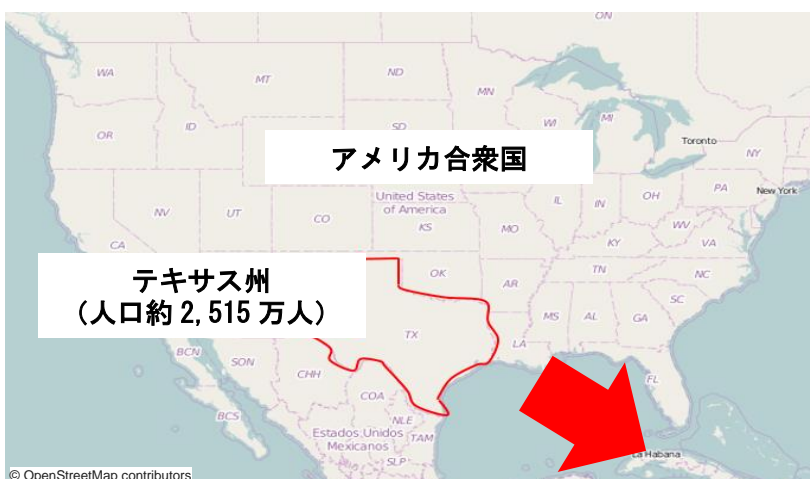 ON
WA
MT
ND
MN
OR
ID
SD
WI
MI
Toronto
NY
アメリカ合衆国
PA
New York
United States
of America
NV
UT
CO
KS
MO
IL
IN
OH
WV
VA
KY
CA
テキサス州
（人口約 2,515 万人）
OK
AR
TN
NC
SC
MS
AL
GA
TX
LA
BCN
SON
CHH
FL
COA
BCS
NLE
Estados Unidos
Mexicanos
TAM
SLP
La Habana
© OpenStreetMap contributors